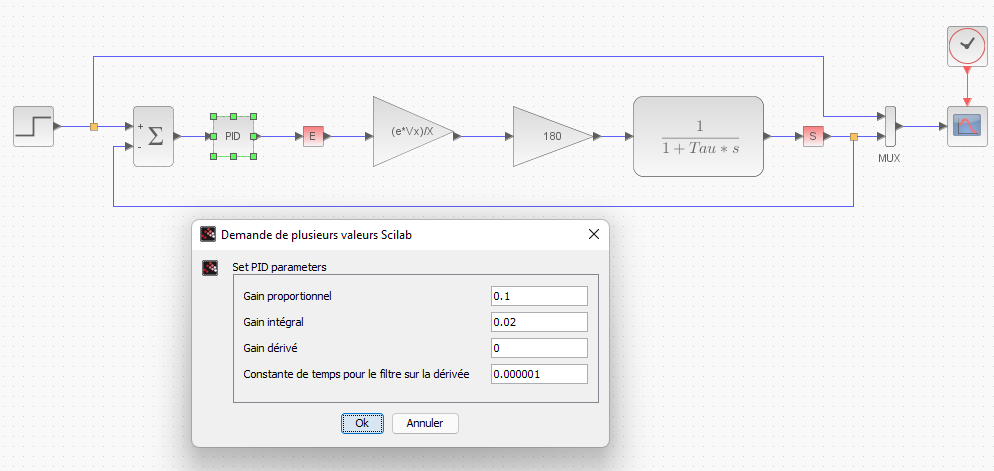 +
-
Σ
PID
E
(e*Vx)/X
180
1
1 + Tau * s
S
MUX
Demande de plusieurs valeurs Scilab
Set PID parameters
Gain proportionnel 0.1
Gain intégral 0.02
Gain dérivé 0
Constante de temps pour le filtre sur la dérivée 0.000001
Ok Annuler